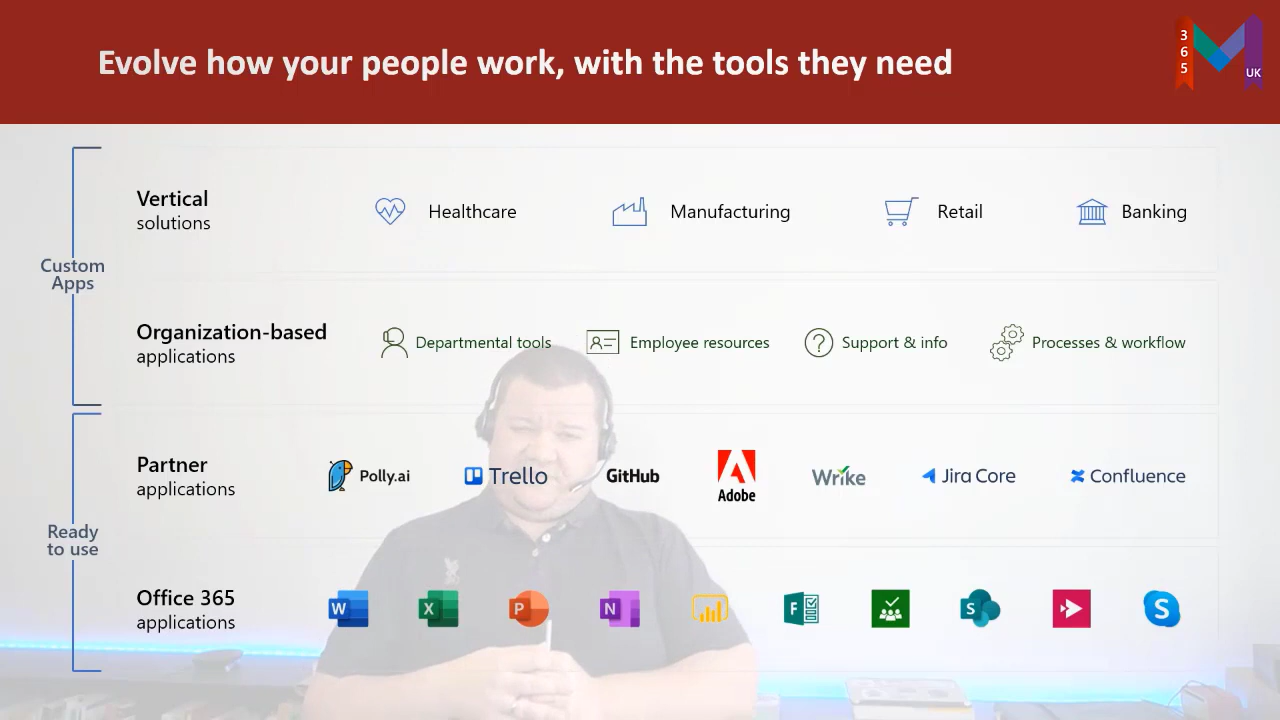 Evolve how your people work, with the tools they need
3
6
5
UK
Custom
Apps
Vertical
solutions
Healthcare
Manufacturing
Retail
Banking
Organization-based
applications
Departmental tools
Employee resources
Support & info
Processes & workflow
Ready
to use
Partner
applications
Polly.ai
Trello
GitHub
Adobe
Wrike
Jira Core
Confluence
Office 365
applications
W
X
P
N
F
S
S